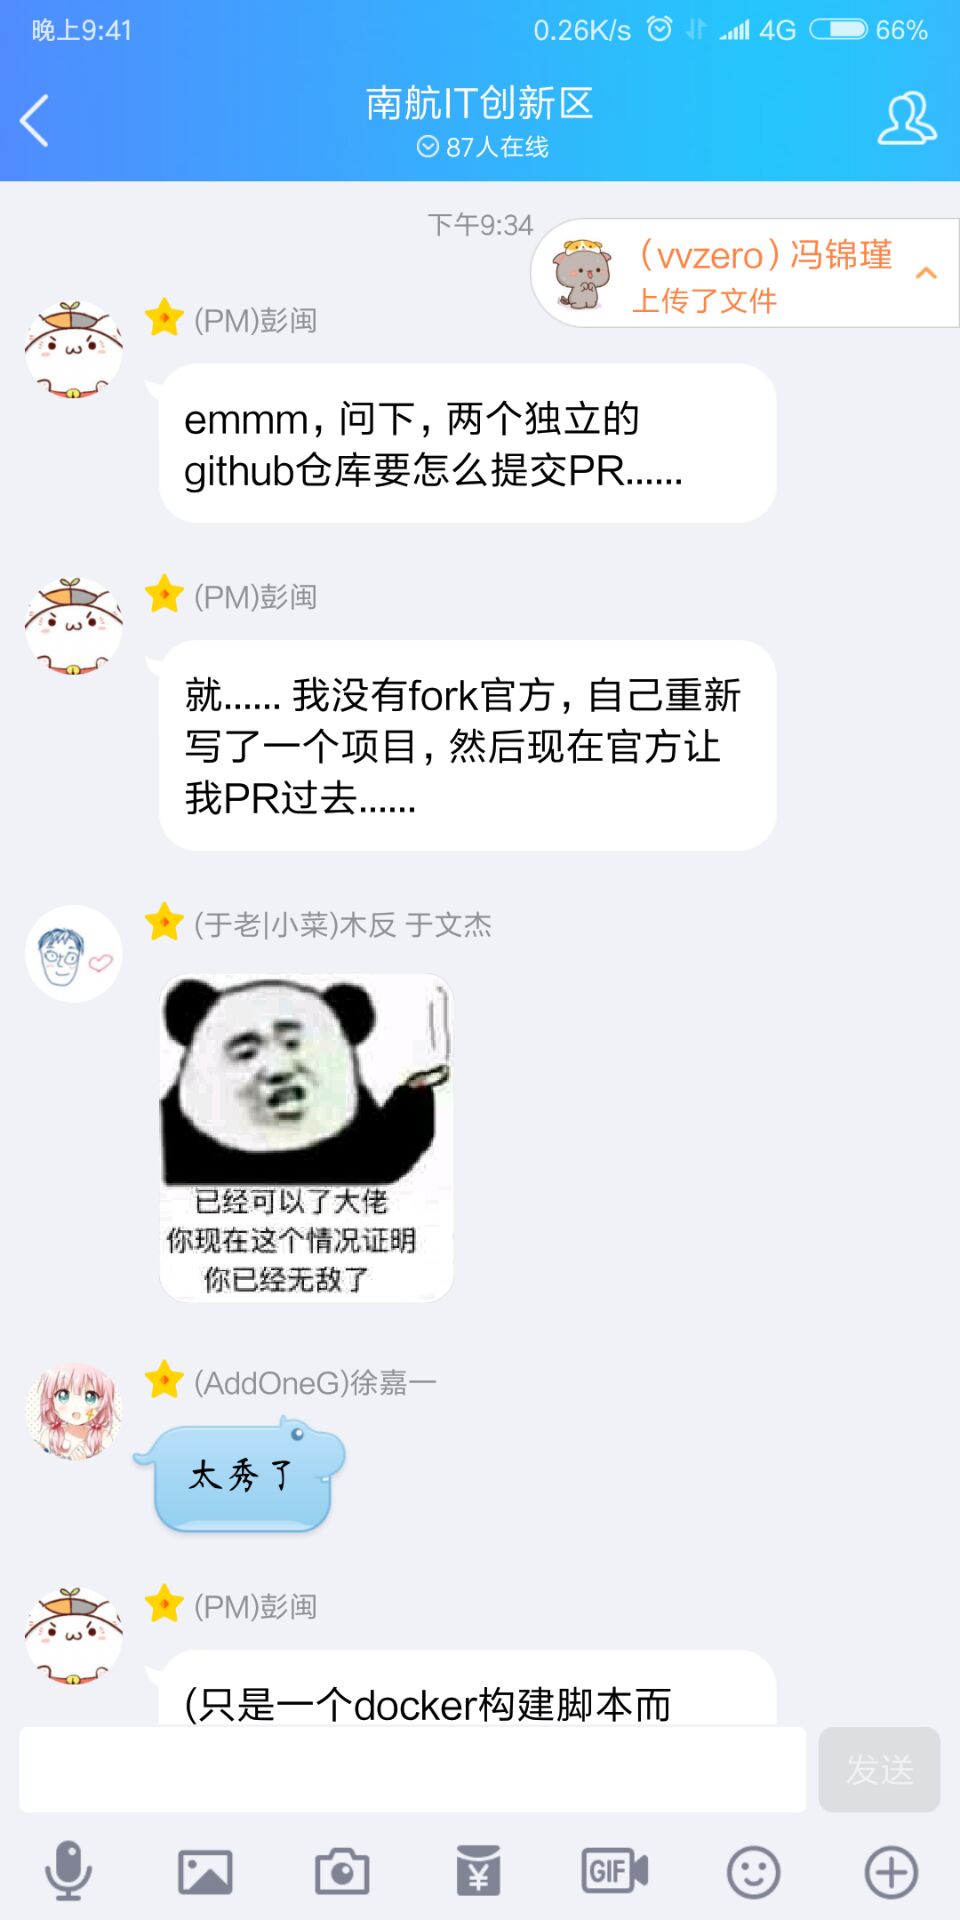 晚上9:41
0.26K/s
4G
66%
南航IT创新区
87人在线
下午9:34
（vvzero）冯锦瑾
上传了文件
(PM)彭闽
emmm，问下，两个独立的
github仓库要怎么提交PR......
(PM)彭闽
就...... 我没有fork官方，自己重新
写了一个项目，然后现在官方让
我PR过去......
(于老|小菜)木反 于文杰
已经可以了大佬
你现在这个情况证明
你已经无敌了
(AddOneG)徐嘉一
太秀了
(PM)彭闽
(只是一个docker构建脚本而
发送
¥
GIF